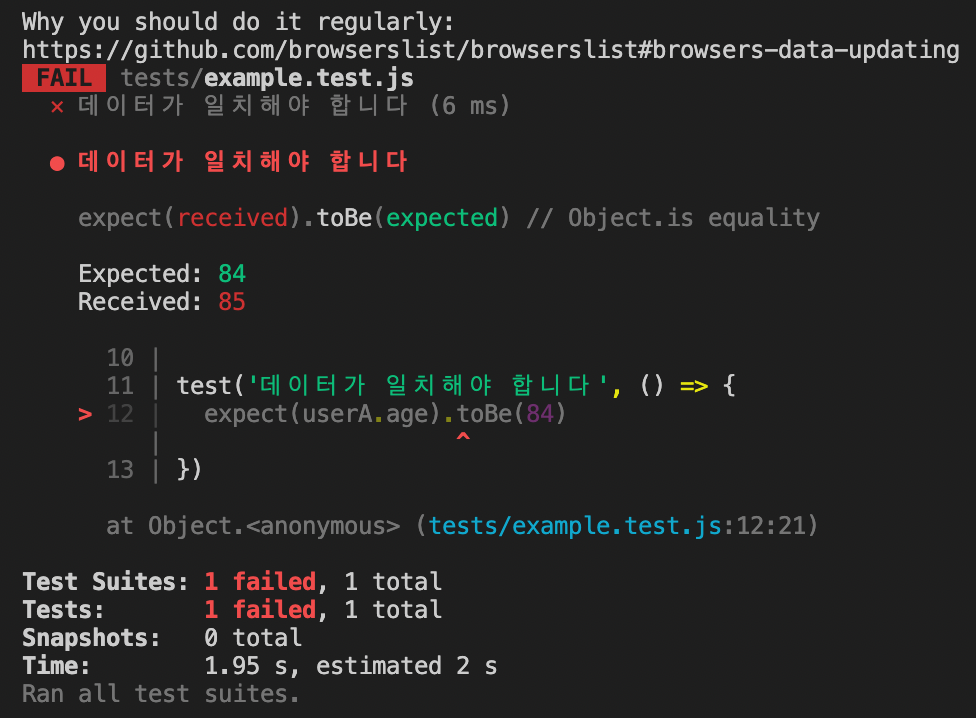 Why you should do it regularly:
https://github.com/browserslist/browserslist#browsers-data-updating
FAIL tests/example.test.js
✕ 데이터가 일치해야 합니다 (6 ms)
● 데이터가 일치해야 합니다
expect(received).toBe(expected) // Object.is equality
Expected: 84
Received: 85
10 |
11 | test('데이터가 일치해야 합니다', () => {
> 12 | expect(userA.age).toBe(84)
| ^
13 | })
at Object.<anonymous> (tests/example.test.js:12:21)
Test Suites: 1 failed, 1 total
Tests: 1 failed, 1 total
Snapshots: 0 total
Time: 1.95 s, estimated 2 s
Ran all test suites.